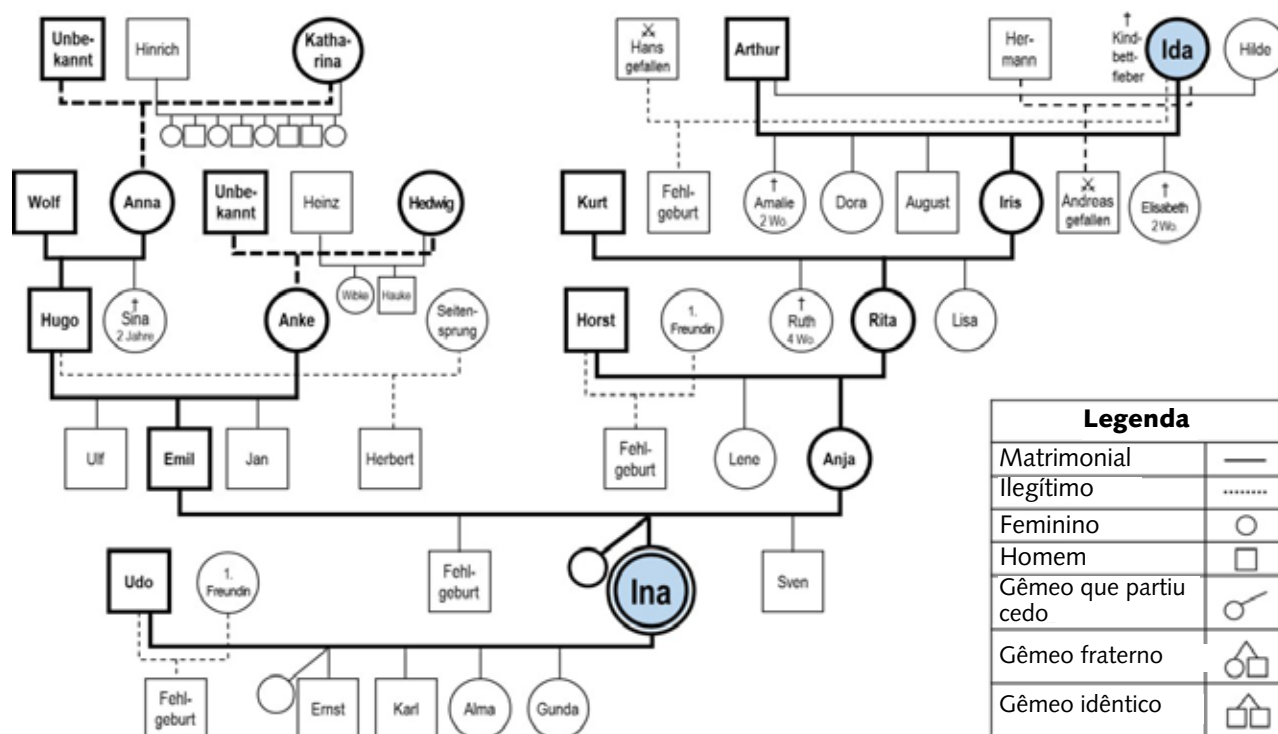 Unbe-
kannt
Hinrich
Katha-
rina
Hans
gefallen
Arthur
Her-
mann
†
Kind-
bett-
fieber
Ida
Hilde
Wolf
Anna
Unbe-
kannt
Heinz
Hedwig
Kurt
Fehl-
geburt
†
Amalie
2 Wo.
Dora
August
Iris
Andreas
gefallen
†
Elisabeth
2 Wo.
Wibke
Hauke
Hugo
†
Sina
2 Jahre
Anke
Seiten-
sprung
Horst
1.
Freundin
†
Ruth
4 Wo.
Rita
Lisa
Ulf
Emil
Jan
Herbert
Fehl-
geburt
Lene
Anja
Udo
1.
Freundin
Fehl-
geburt
Ina
Sven
Fehl-
geburt
Ernst
Karl
Alma
Gunda
Legenda
Matrimonial
Ilegítimo
Feminino
Homem
Gêmeo que partiu
cedo
Gêmeo fraterno
Gêmeo idêntico